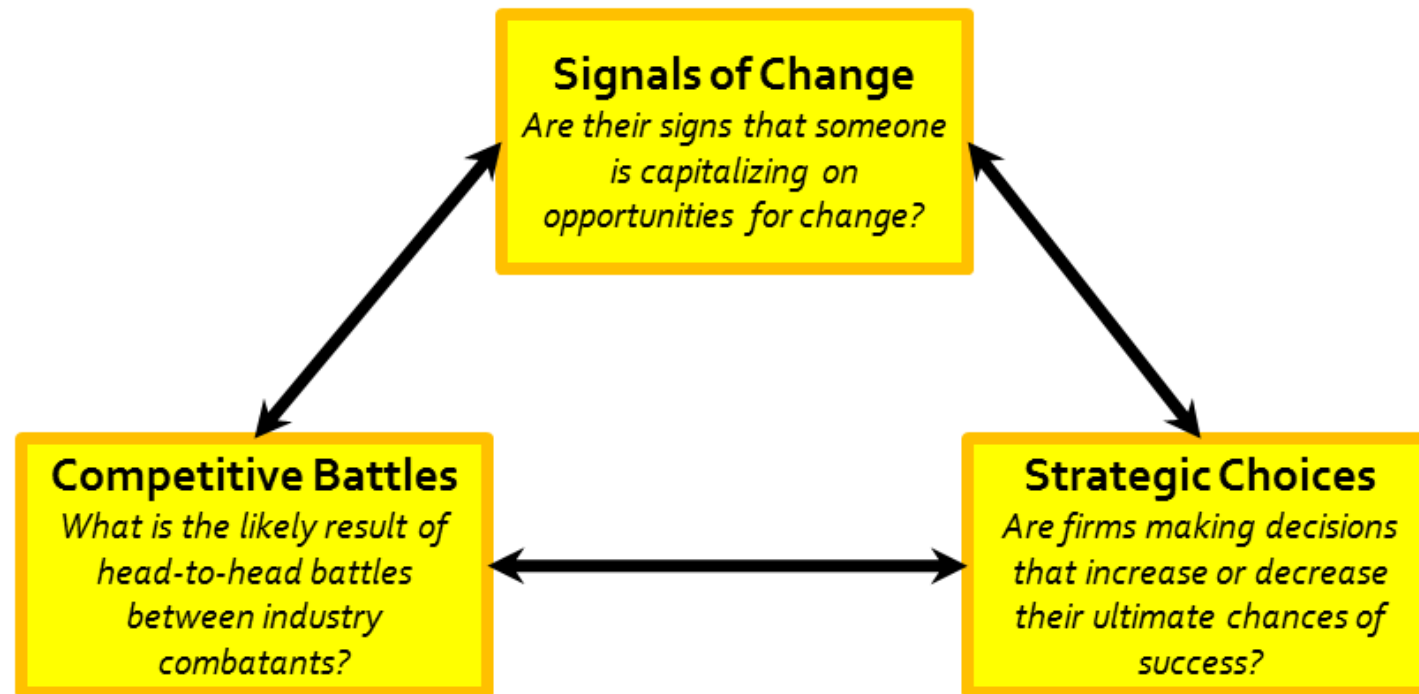 Signals of Change
Are their signs that someone
is capitalizing on
opportunities for change?
Competitive Battles
What is the likely result of
head-to-head battles
between industry
combatants?
Strategic Choices
Are firms making decisions
that increase or decrease
their ultimate chances of
success?